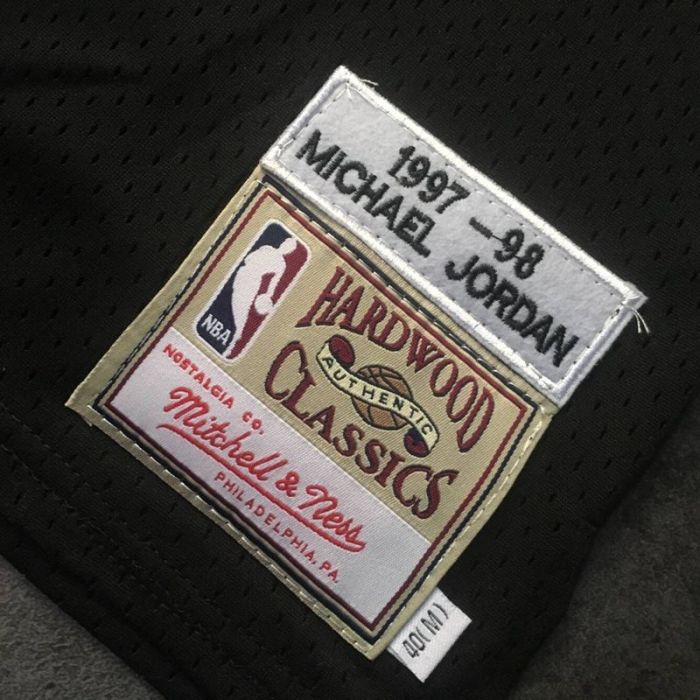 1997-98
MICHAEL JORDAN
NBA
HARDWOOD
AUTHENTIC
CLASSICS
NOSTALGIA CO.
Mitchell & Ness
PHILADELPHIA, PA.
40(M)